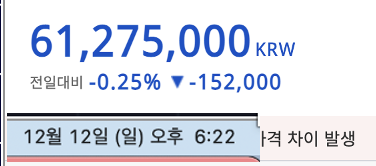 61,275,000 KRW
전일대비 -0.25% ▼ -152,000
12월 12일 (일) 오후 6:22
가격 차이 발생